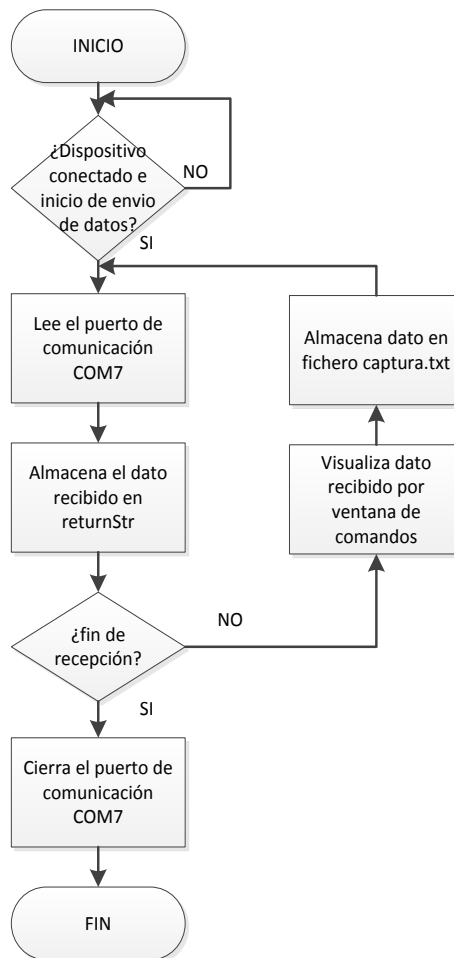 INICIO
¿Dispositivo
conectado e
inicio de envio
de datos?
NO
SI
Lee el puerto de
comunicación
COM7
Almacena el dato
recibido en
returnStr
¿fin de
recepción?
NO
Visualiza dato
recibido por
ventana de
comandos
Almacena dato en
fichero captura.txt
SI
Cierra el puerto de
comunicación
COM7
FIN